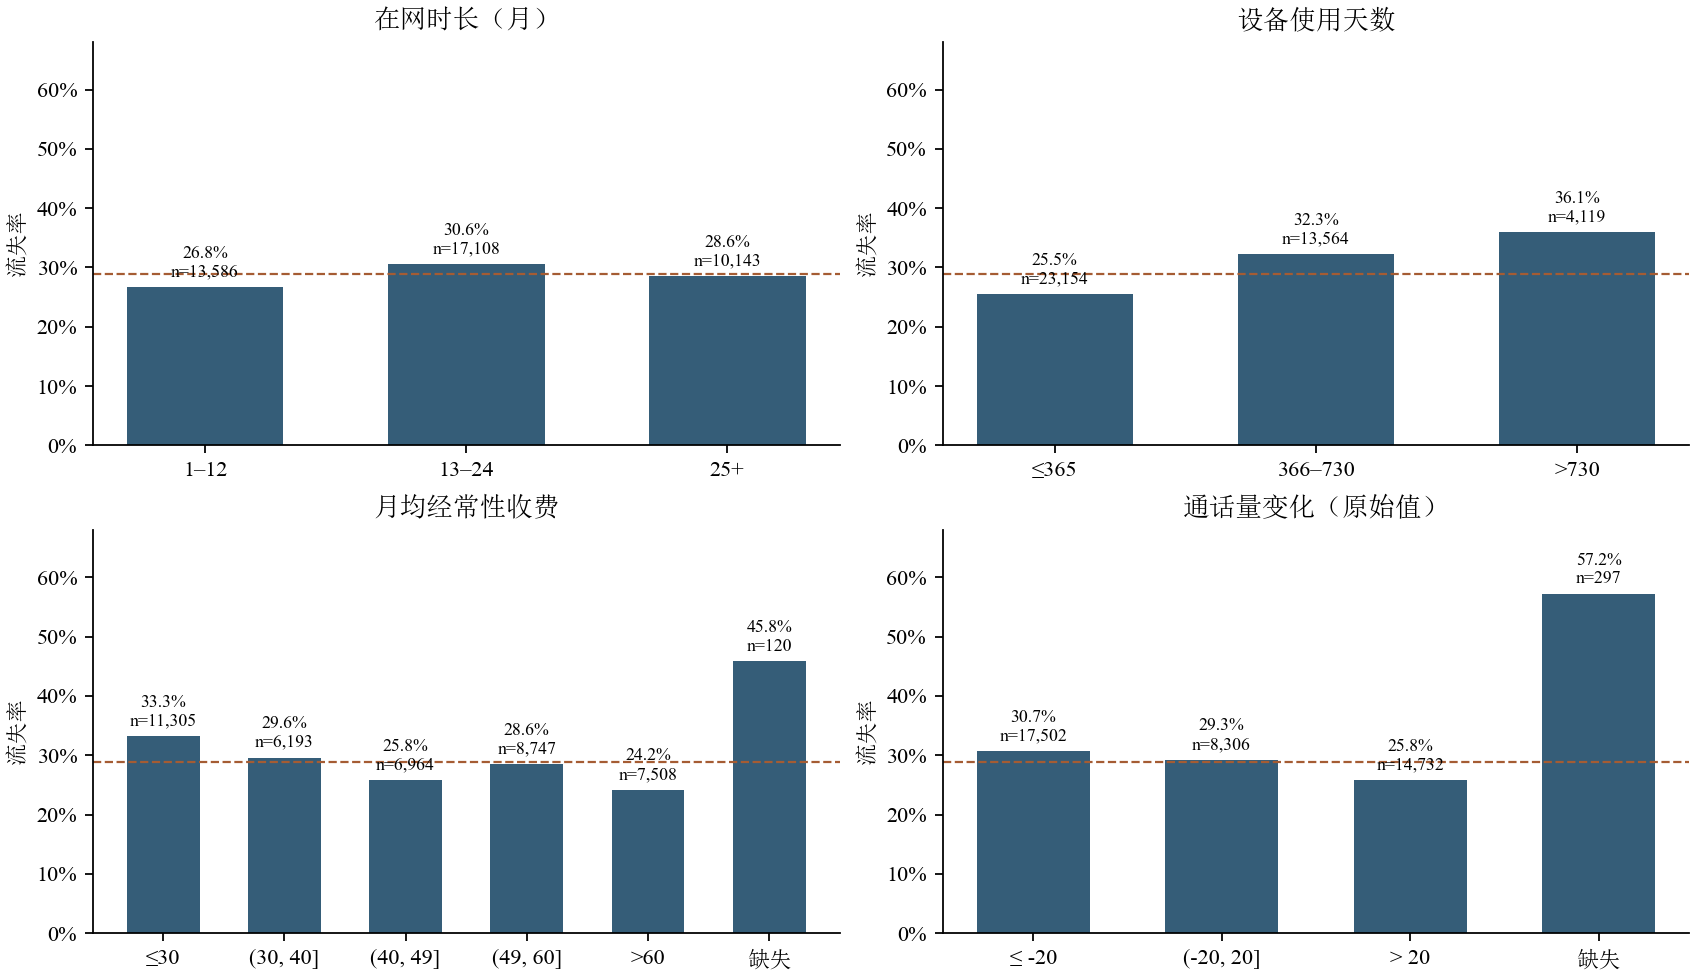 在网时长（月）
流失率
60%
50%
40%
30%
20%
10%
0%
26.8%
n=13,586
30.6%
n=17,108
28.6%
n=10,143
1–12
13–24
25+
设备使用天数
流失率
60%
50%
40%
30%
20%
10%
0%
25.5%
n=23,154
32.3%
n=13,564
36.1%
n=4,119
≤365
366–730
>730
月均经常性收费
流失率
60%
50%
40%
30%
20%
10%
0%
33.3%
n=11,305
29.6%
n=6,193
25.8%
n=6,964
28.6%
n=8,747
24.2%
n=7,508
45.8%
n=120
≤30
(30, 40]
(40, 49]
(49, 60]
>60
缺失
通话量变化（原始值）
流失率
60%
50%
40%
30%
20%
10%
0%
30.7%
n=17,502
29.3%
n=8,306
25.8%
n=14,732
57.2%
n=297
≤ -20
(-20, 20]
> 20
缺失